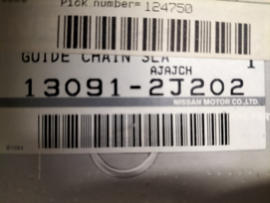 Pick number= 124750
GUIDE CHAIN SLA
AJAJCH
13091-2J202
NISSAN MOTOR CO.,LTD.